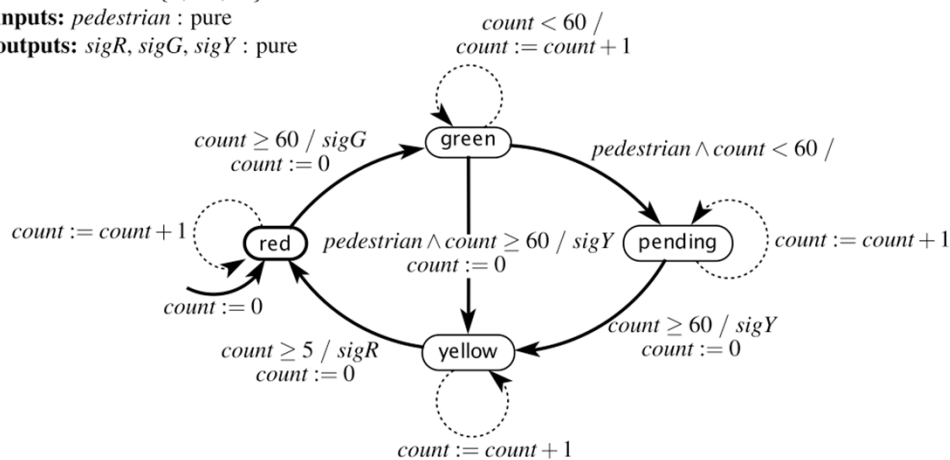 inputs: pedestrian : pure
outputs: sigR, sigG, sigY : pure
count < 60 /
count := count + 1
count ≥ 60 / sigG
count := 0
green
pedestrian ∧ count < 60 /
count := count + 1
red
pedestrian ∧ count ≥ 60 / sigY
count := 0
pending
count := count + 1
count := 0
count ≥ 5 / sigR
count := 0
yellow
count ≥ 60 / sigY
count := 0
count := count + 1